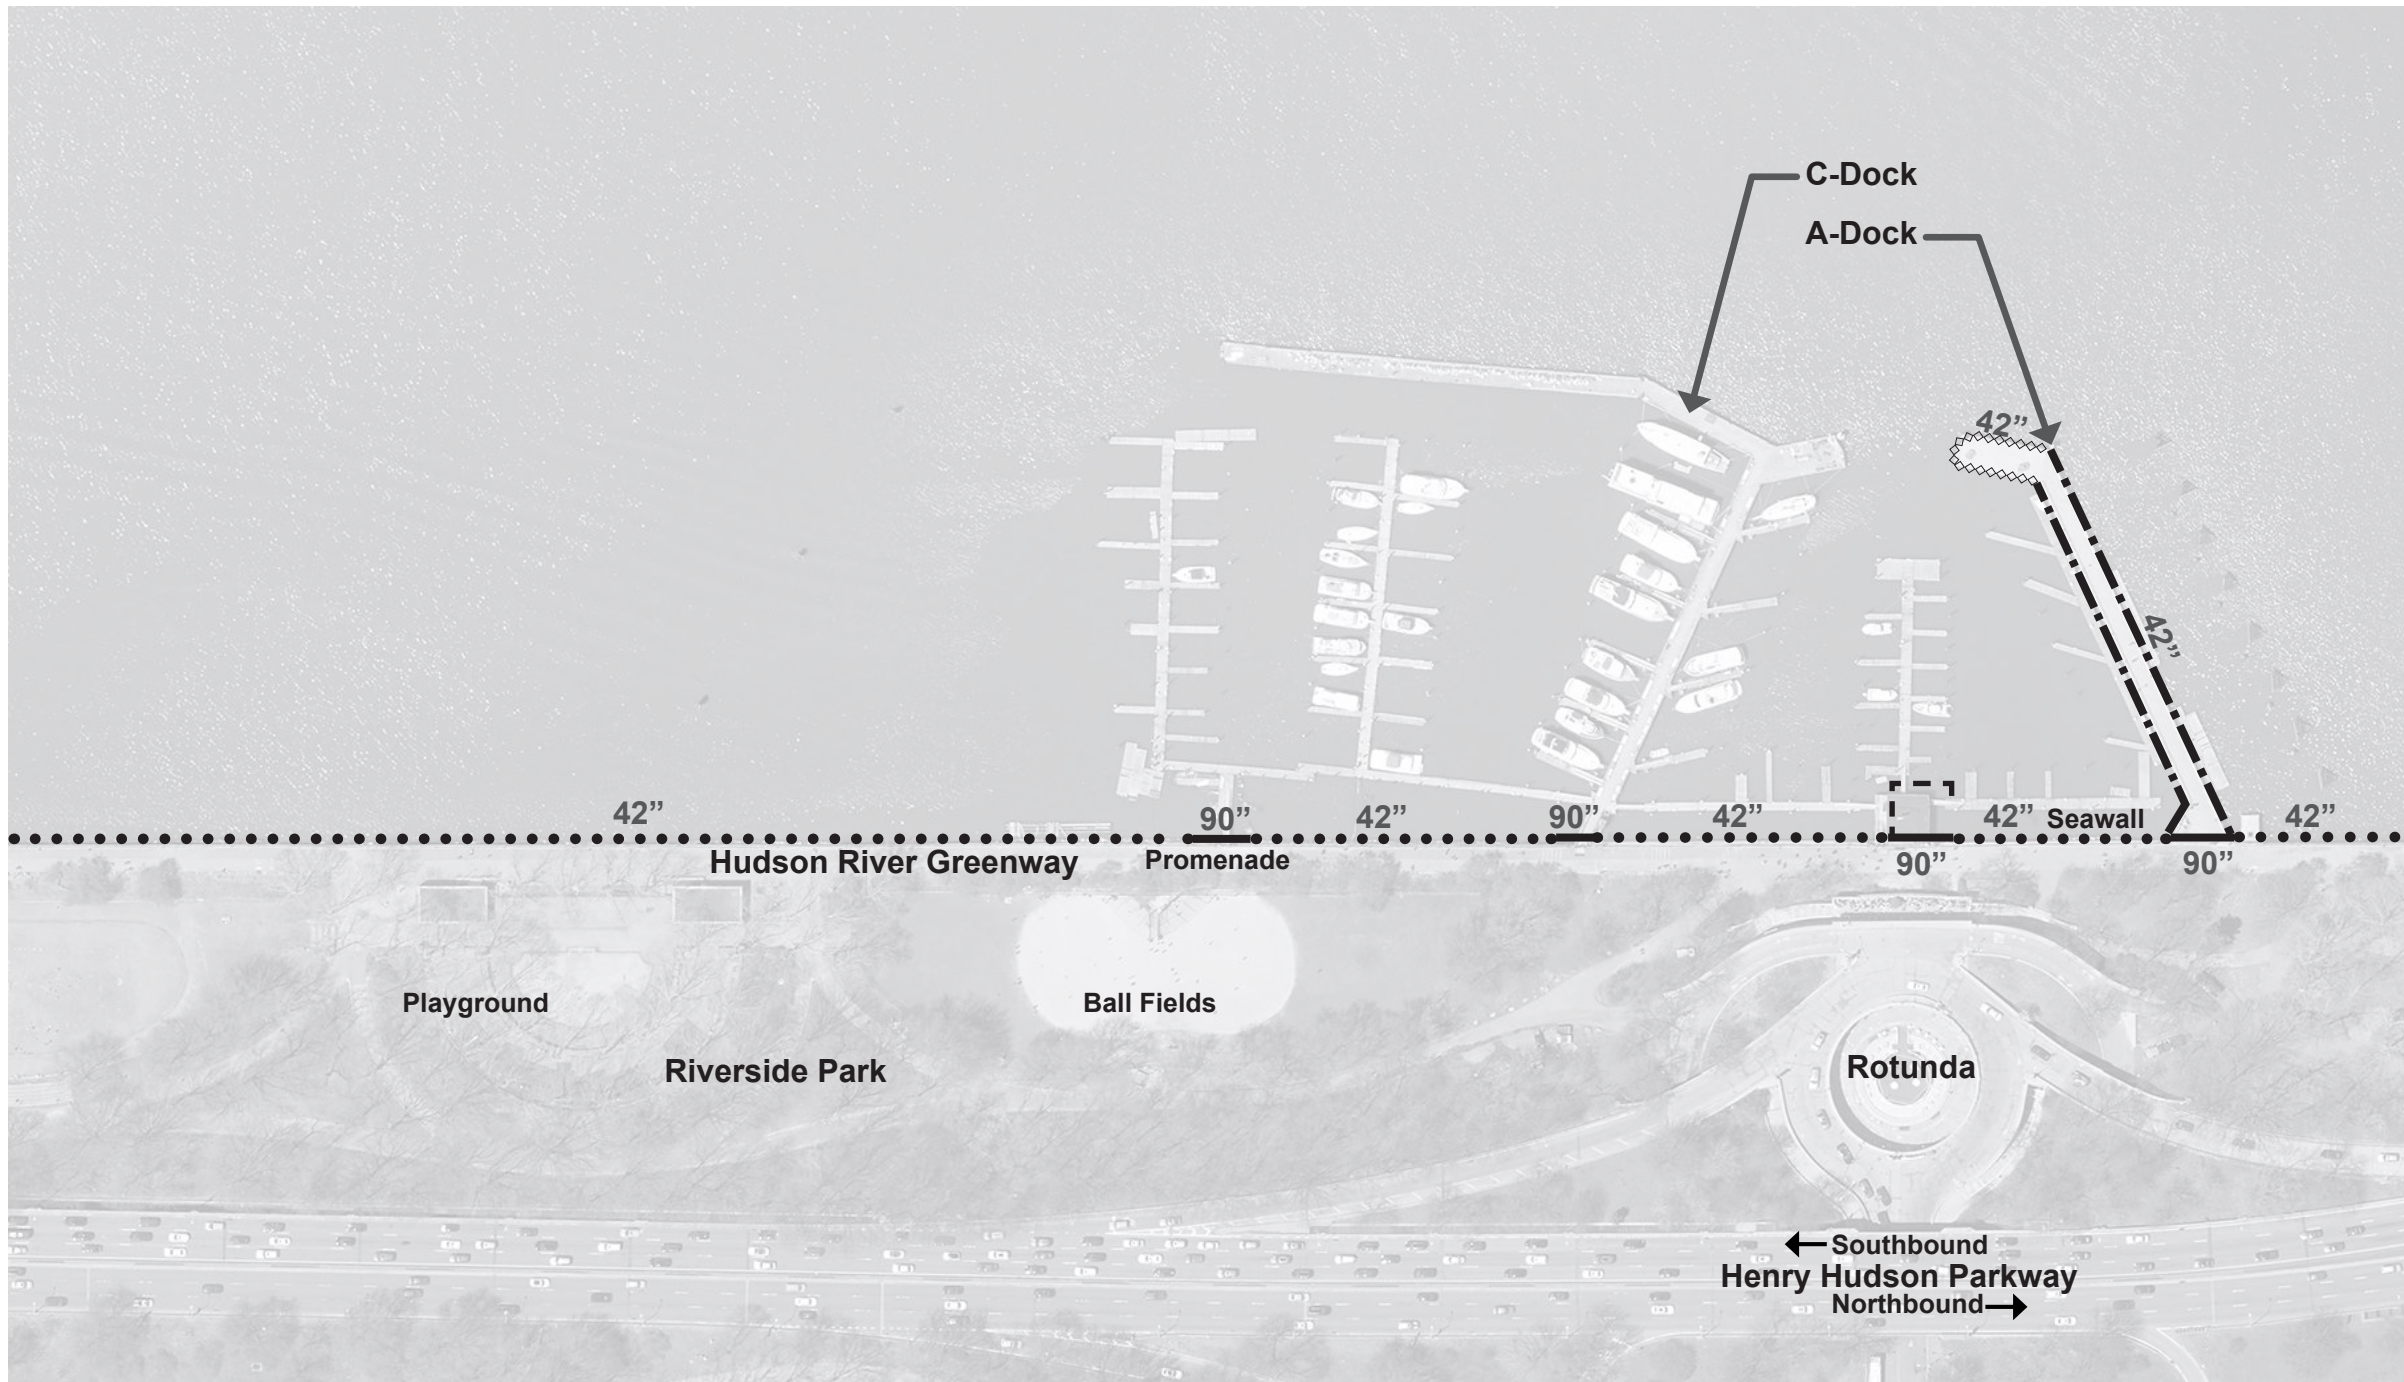 C-Dock
A-Dock
42”
42”
42”
90”
42”
90”
42”
42”
Seawall
42”
Hudson River Greenway
Promenade
90”
90”
Playground
Ball Fields
Riverside Park
Rotunda
Southbound
Henry Hudson Parkway
Northbound